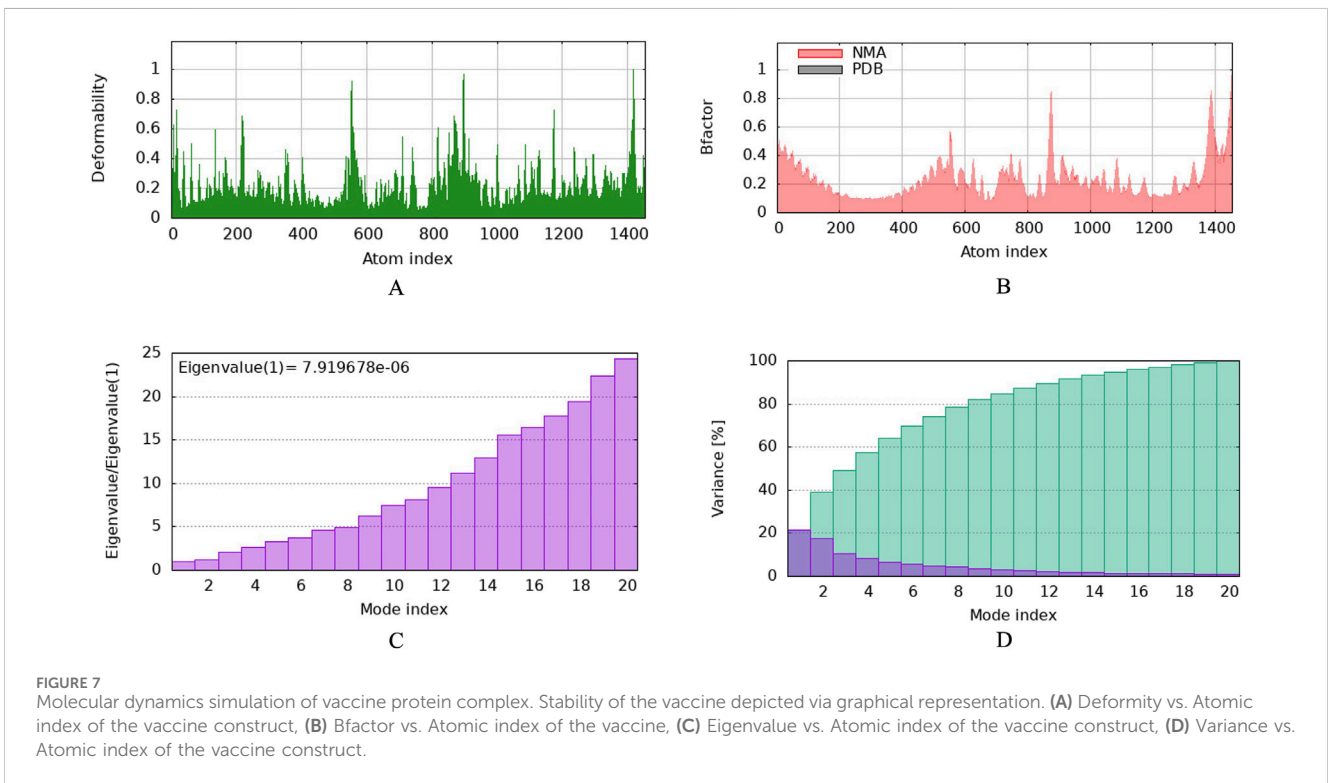 Deformability
1
0.8
0.6
0.4
0.2
0
0 200 400 600 800 1000 1200 1400
Atom index
A
Bfactor
NMA
PDB
1
0.8
0.6
0.4
0.2
0
0 200 400 600 800 1000 1200 1400
Atom index
B
Eigenvalue/Eigenvalue(1)
Eigenvalue(1)= 7.919678e-06
25
20
15
10
5
0
2 4 6 8 10 12 14 16 18 20
Mode index
C
Variance [%]
100
80
60
40
20
0
2 4 6 8 10 12 14 16 18 20
Mode index
D
FIGURE 7
Molecular dynamics simulation of vaccine protein complex. Stability of the vaccine depicted via graphical representation. (A) Deformity vs. Atomic
index of the vaccine construct, (B) Bfactor vs. Atomic index of the vaccine, (C) Eigenvalue vs. Atomic index of the vaccine construct, (D) Variance vs.
Atomic index of the vaccine construct.